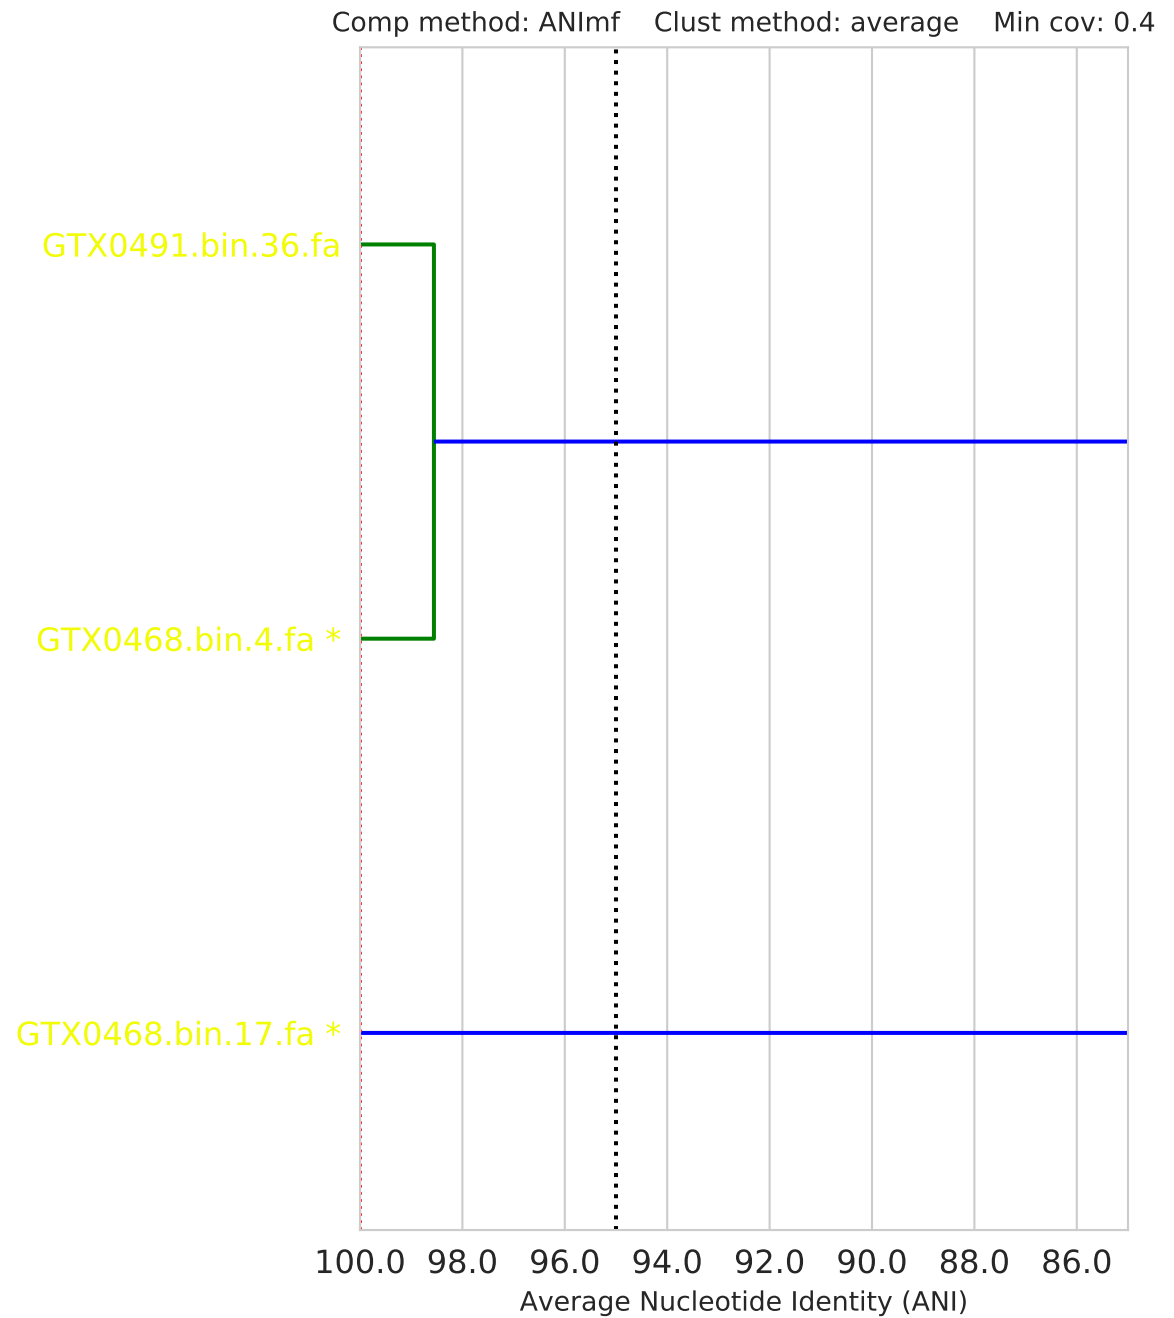 Comp method: ANImf    Clust method: average    Min cov: 0.4
GTX0491.bin.36.fa
GTX0468.bin.4.fa *
GTX0468.bin.17.fa *
100.0 98.0 96.0 94.0 92.0 90.0 88.0 86.0
Average Nucleotide Identity (ANI)